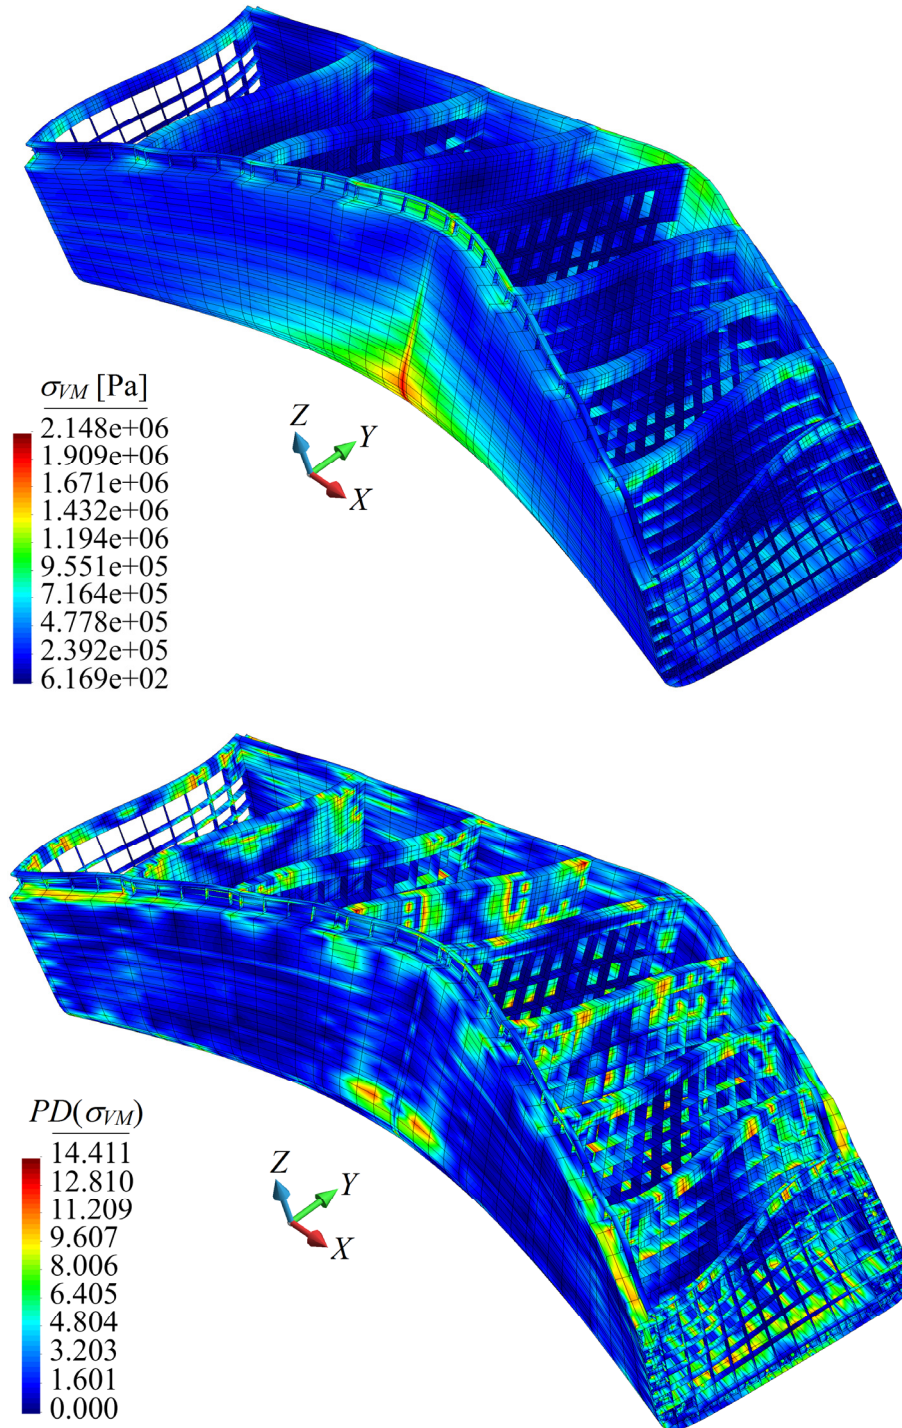 σVM [Pa]
2.148e+06
1.909e+06
1.671e+06
1.432e+06
1.194e+06
9.551e+05
7.164e+05
4.778e+05
2.392e+05
6.169e+02
Z
Y
X
PD(σVM)
14.411
12.810
11.209
9.607
8.006
6.405
4.804
3.203
1.601
0.000
Z
Y
X